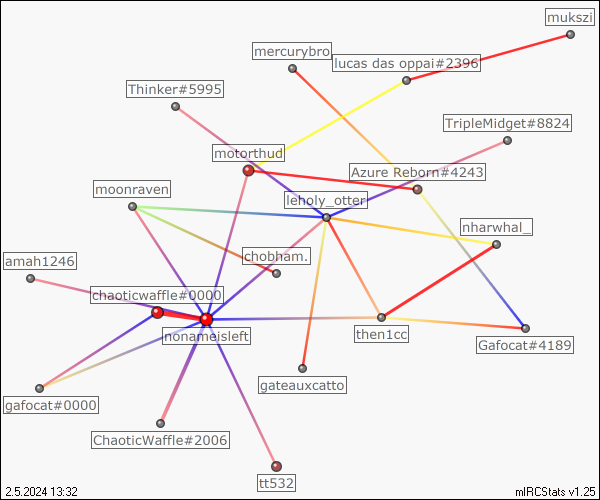 mukszi
mercurybro
lucas das oppai#2396
Thinker#5995
TripleMidget#8824
motorthud
Azure Reborn#4243
moonraven
leholy_otter
nharwhal_
chobham.
amah1246
chaoticwaffle#0000
nonameisleft
then1cc
Gafocat#4189
gateauxcatto
gafocat#0000
ChaoticWaffle#2006
tt532
2.5.2024 13:32
mIRCStats v1.25